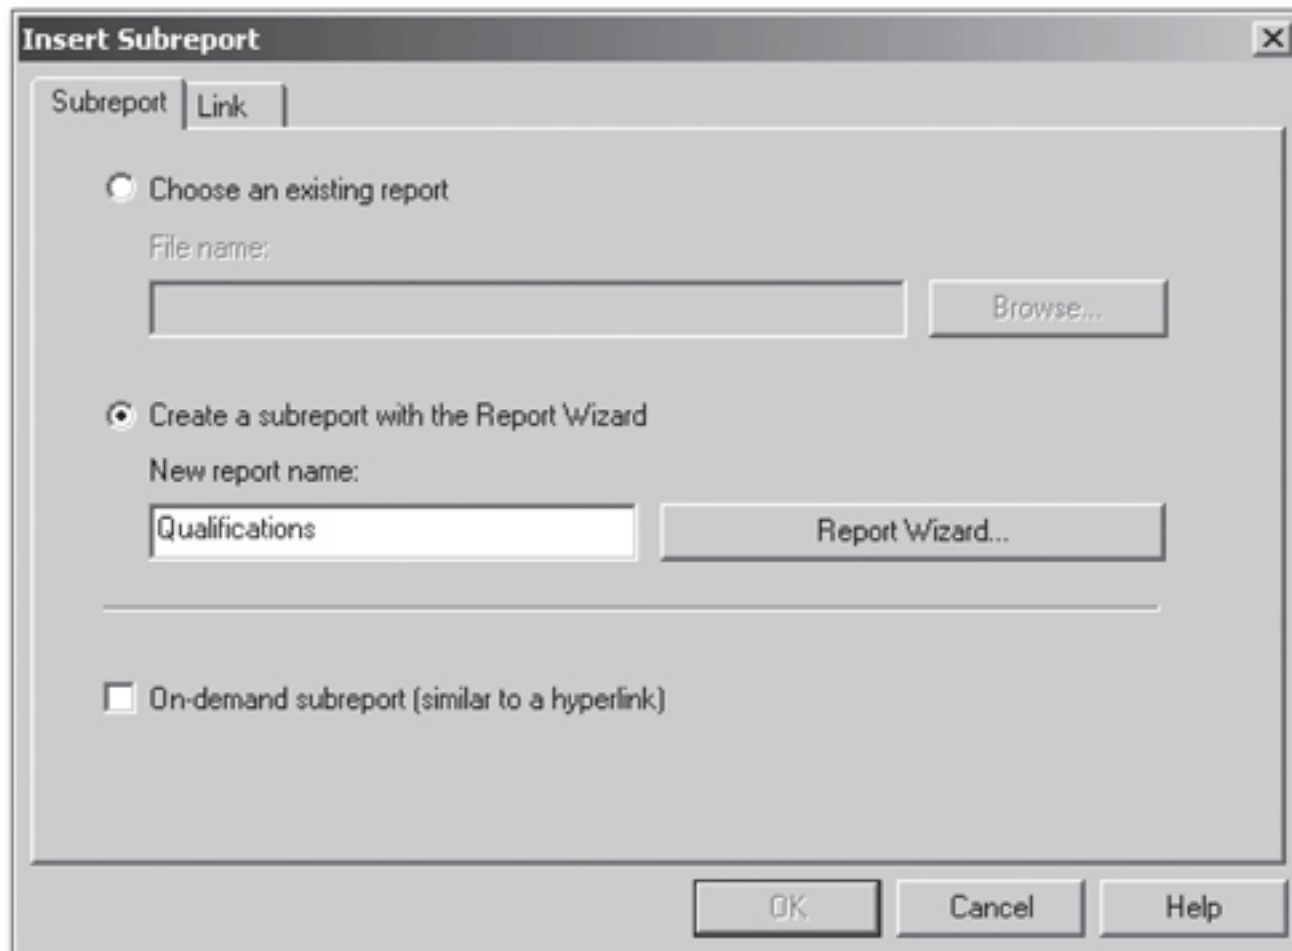 Insert Subreport
Subreport Link
Choose an existing report
File name:
Browse...
Create a subreport with the Report Wizard
New report name:
Qualifications Report Wizard...
On-demand subreport (similar to a hyperlink)
OK Cancel Help